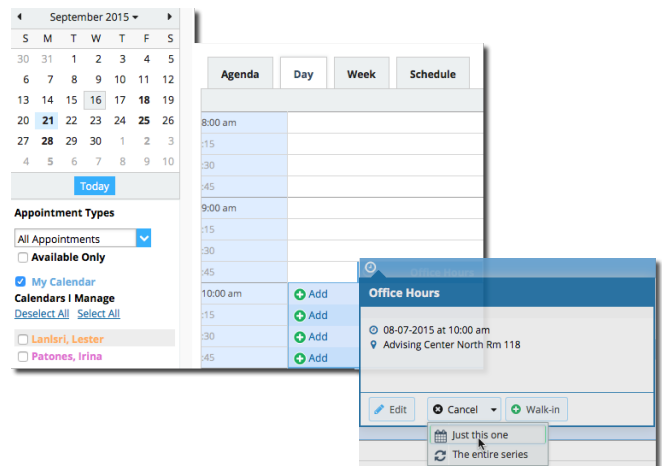 September 2015
S M T W T F S
30 31 1 2 3 4 5
6 7 8 9 10 11 12
13 14 15 16 17 18 19
20 21 22 23 24 25 26
27 28 29 30 1 2 3
4 5 6 7 8 9 10
Today
Appointment Types
All Appointments
Available Only
My Calendar
Calendars I Manage
Deselect All Select All
Lanisri, Lester
Patones, Irina
Agenda Day Week Schedule
8:00 am
:15
:30
:45
9:00 am
:15
:30
:45
10:00 am Add
:15 Add
:30 Add
:45 Add
Office Hours
Office Hours
08-07-2015 at 10:00 am
Advising Center North Rm 118
Edit Cancel Walk-in
Just this one
The entire series